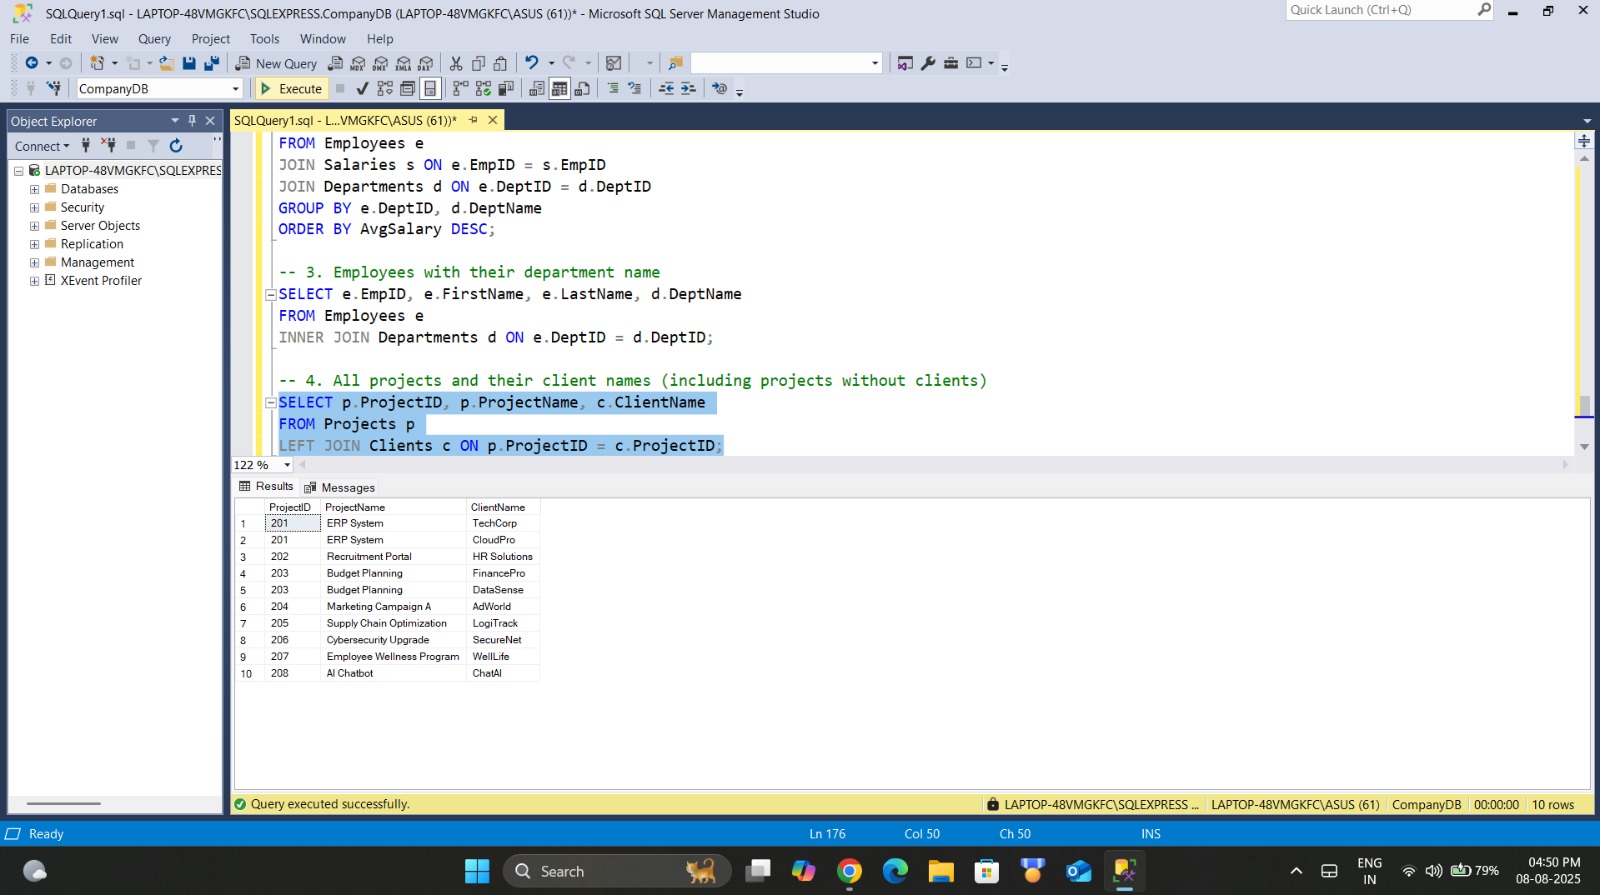 SQLQuery1.sql - LAPTOP-48VMGKFC\SQLEXPRESS.CompanyDB (LAPTOP-48VMGKFC\ASUS (61))* - Microsoft SQL Server Management Studio
Quick Launch (Ctrl+Q)
File Edit View Query Project Tools Window Help
New Query
CompanyDB
Execute
Object Explorer
SQLQuery1.sql - L...VMGKFC\ASUS (61))*
Connect
LAPTOP-48VMGKFC\SQLEXPRES
Databases
Security
Server Objects
Replication
Management
XEvent Profiler
FROM Employees e
JOIN Salaries s ON e.EmpID = s.EmpID
JOIN Departments d ON e.DeptID = d.DeptID
GROUP BY e.DeptID, d.DeptName
ORDER BY AvgSalary DESC;
-- 3. Employees with their department name
SELECT e.EmpID, e.FirstName, e.LastName, d.DeptName
FROM Employees e
INNER JOIN Departments d ON e.DeptID = d.DeptID;
-- 4. All projects and their client names (including projects without clients)
SELECT p.ProjectID, p.ProjectName, c.ClientName
FROM Projects p
LEFT JOIN Clients c ON p.ProjectID = c.ProjectID;
122 %
Results Messages
ProjectID ProjectName ClientName
1 201 ERP System TechCorp
2 201 ERP System CloudPro
3 202 Recruitment Portal HR Solutions
4 203 Budget Planning FinancePro
5 203 Budget Planning DataSense
6 204 Marketing Campaign A AdWorld
7 205 Supply Chain Optimization LogiTrack
8 206 Cybersecurity Upgrade SecureNet
9 207 Employee Wellness Program WellLife
10 208 AI Chatbot ChatAI
Query executed successfully.
LAPTOP-48VMGKFC\SQLEXPRESS ... LAPTOP-48VMGKFC\ASUS (61) CompanyDB 00:00:00 10 rows
Ready
Ln 176 Col 50 Ch 50 INS
Search
ENG
IN
79%
04:50 PM
08-08-2025